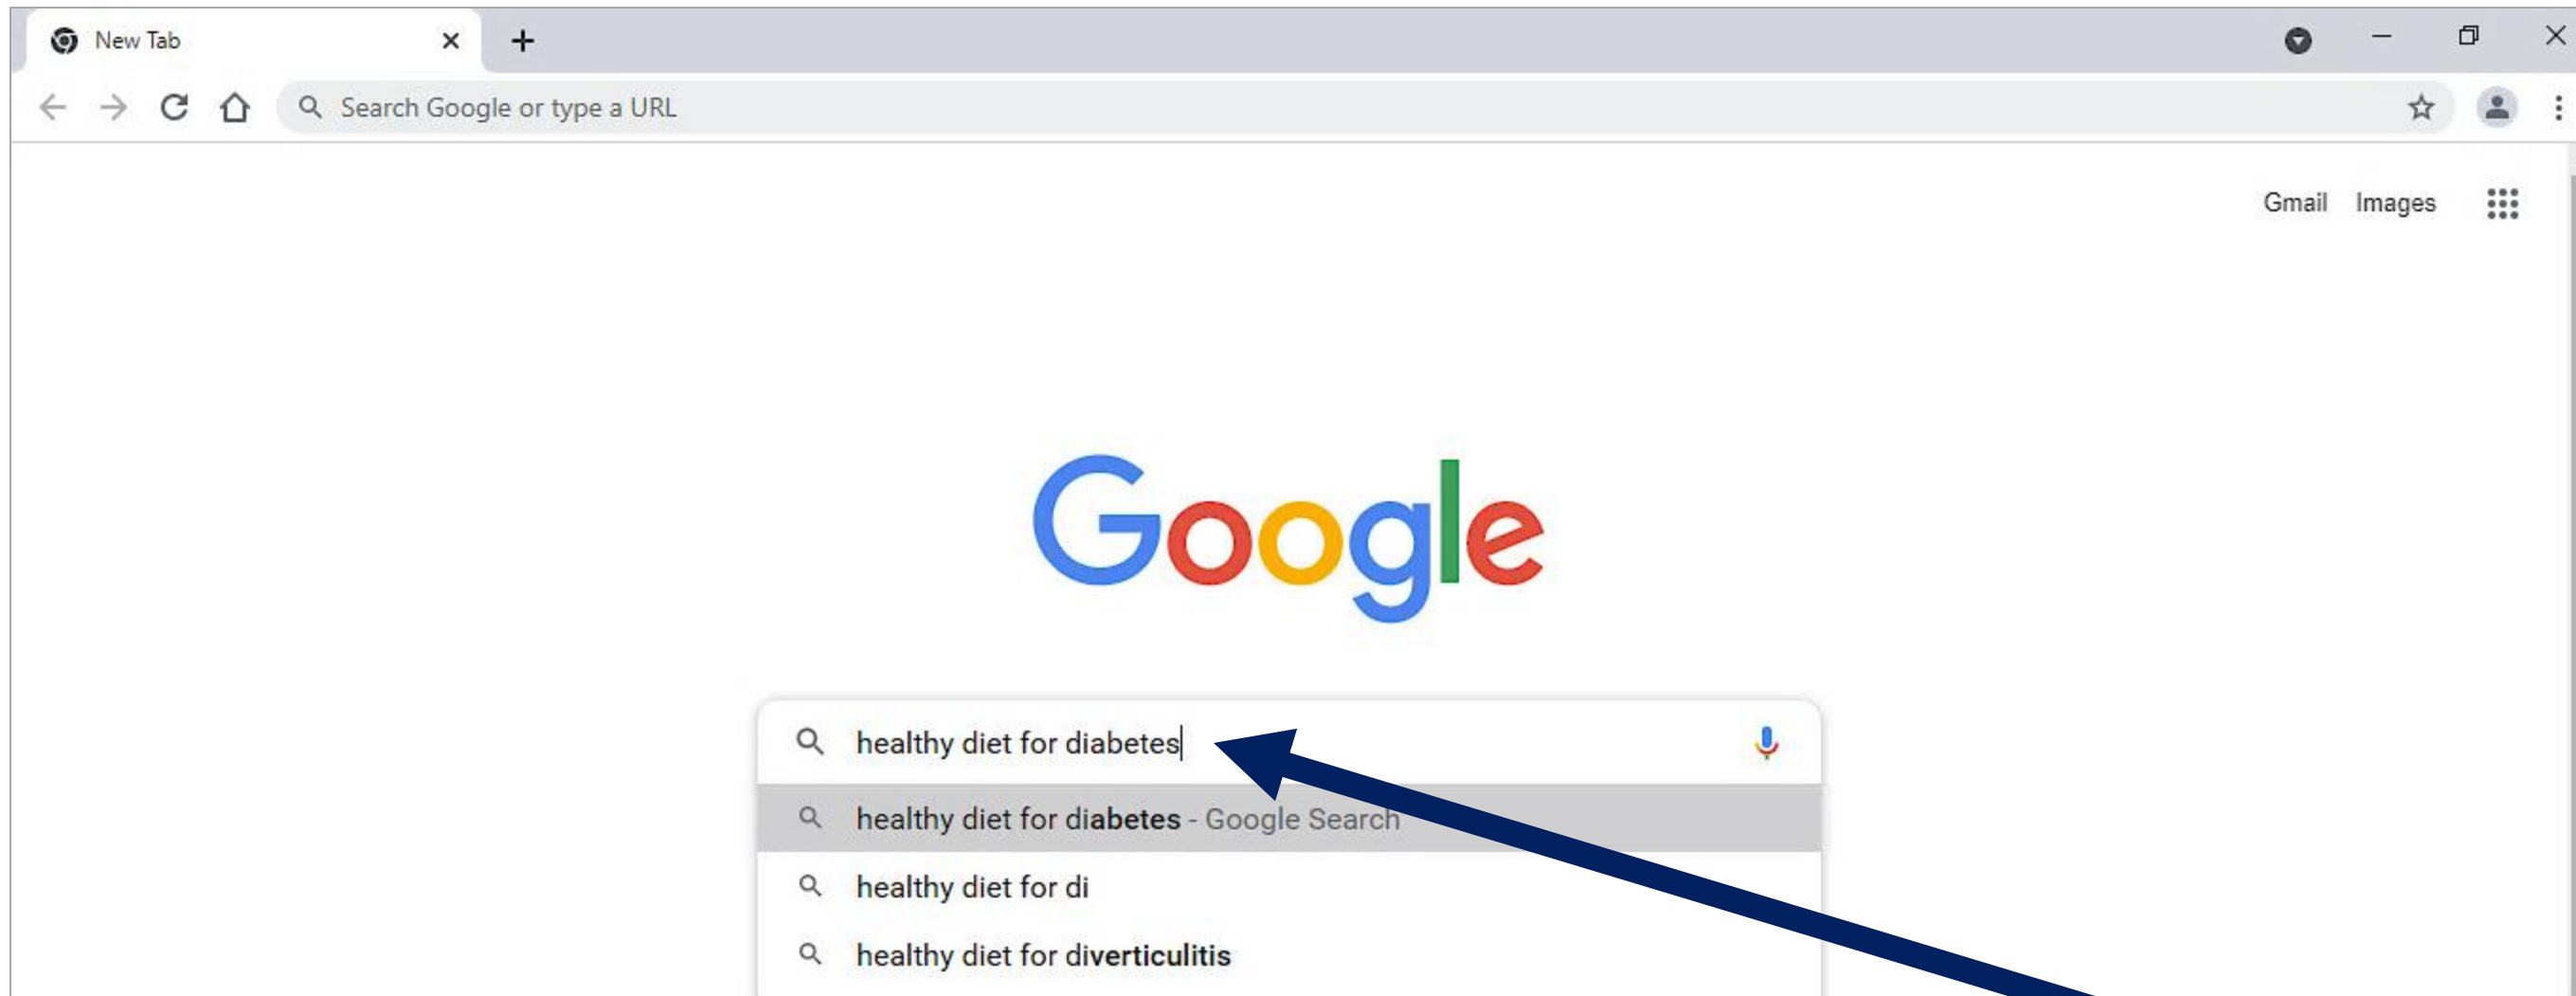 New Tab
Search Google or type a URL
Gmail Images
Google
healthy diet for diabetes
healthy diet for diabetes - Google Search
healthy diet for di
healthy diet for diverticulitis